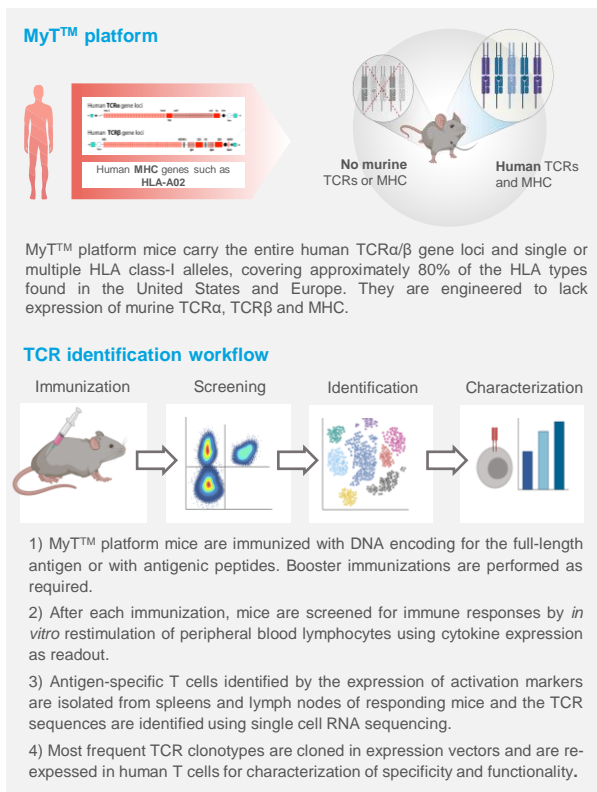 MyT™ platform
Human TCRα gene loci
Human TCRβ gene loci
Human MHC genes such as
HLA-A02
No murine
TCRs or MHC
Human TCRs
and MHC
MyT™ platform mice carry the entire human TCRα/β gene loci and single or
multiple HLA class-I alleles, covering approximately 80% of the HLA types
found in the United States and Europe. They are engineered to lack
expression of murine TCRα, TCRβ and MHC.
TCR identification workflow
Immunization
Screening
Identification
Characterization
1) MyT™ platform mice are immunized with DNA encoding for the full-length
antigen or with antigenic peptides. Booster immunizations are performed as
required.
2) After each immunization, mice are screened for immune responses by in
vitro restimulation of peripheral blood lymphocytes using cytokine expression
as readout.
3) Antigen-specific T cells identified by the expression of activation markers
are isolated from spleens and lymph nodes of responding mice and the TCR
sequences are identified using single cell RNA sequencing.
4) Most frequent TCR clonotypes are cloned in expression vectors and are re-
expessed in human T cells for characterization of specificity and functionality.